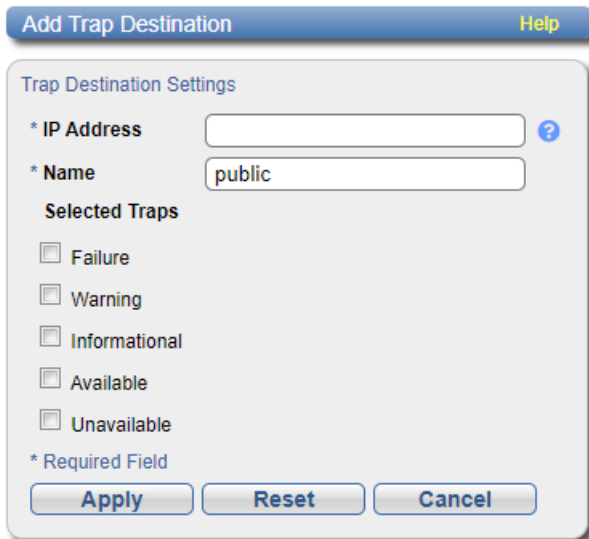 Add Trap Destination Help
Trap Destination Settings
* IP Address ?
* Name public
Selected Traps
Failure
Warning
Informational
Available
Unavailable
* Required Field
Apply Reset Cancel